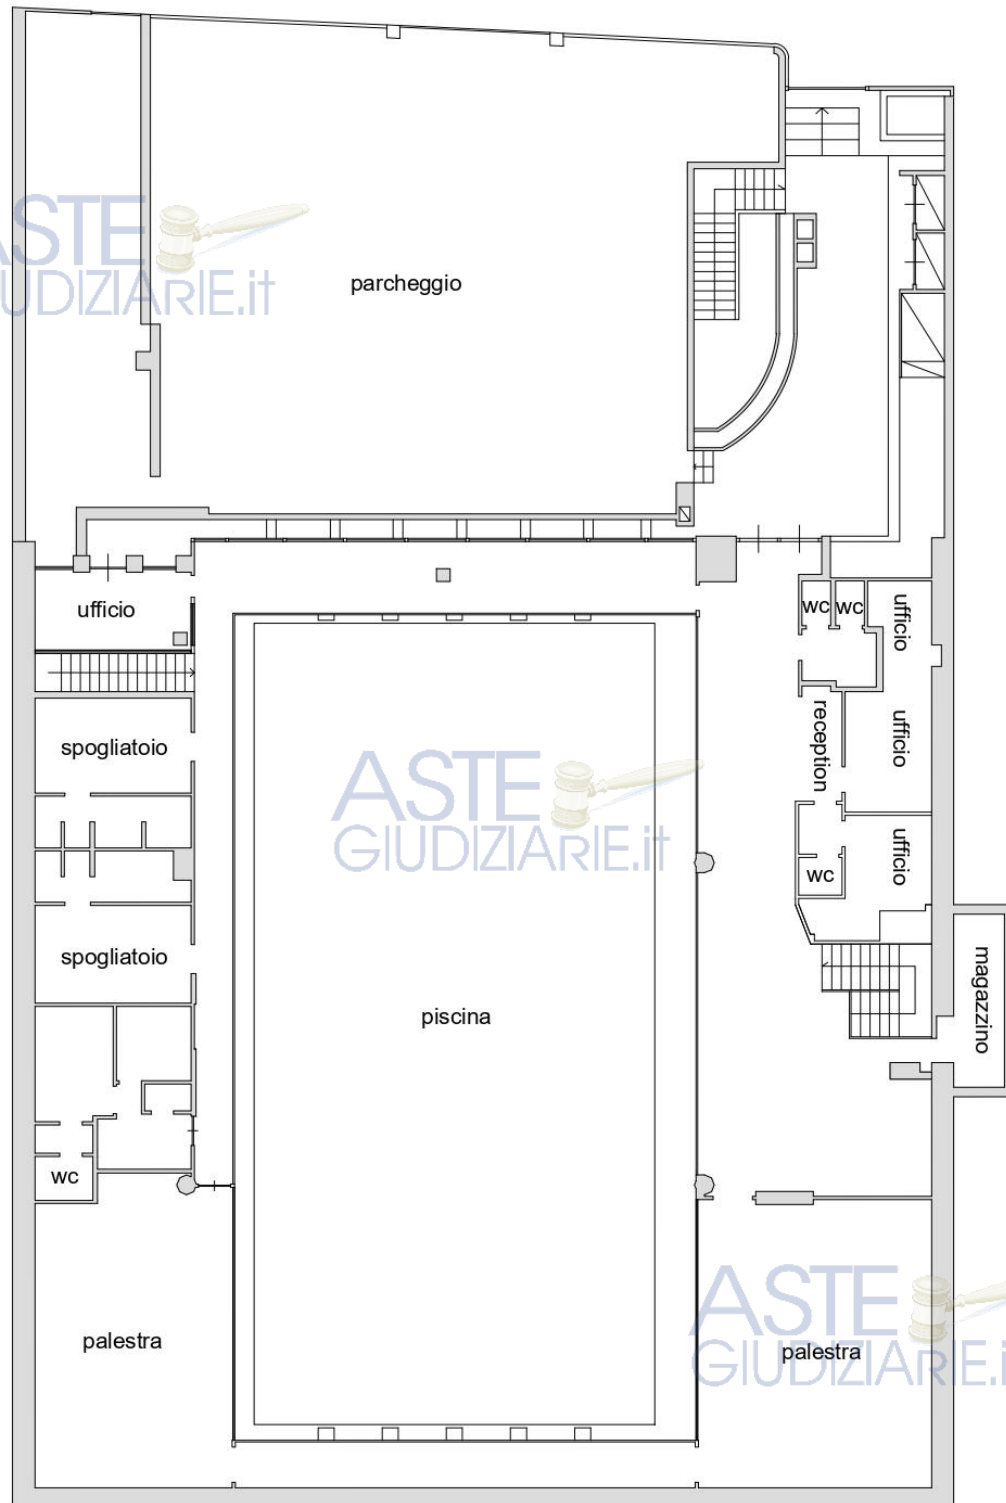 ASTE
GIUDIZIARIE.it
parcheggio
ufficio
wc
wc
ufficio
spogliatoio
reception
ufficio
ASTE
GIUDIZIARIE.it
ufficio
wc
spogliatoio
magazzino
piscina
wc
palestra
ASTE
GIUDIZIARIE.i
palestra